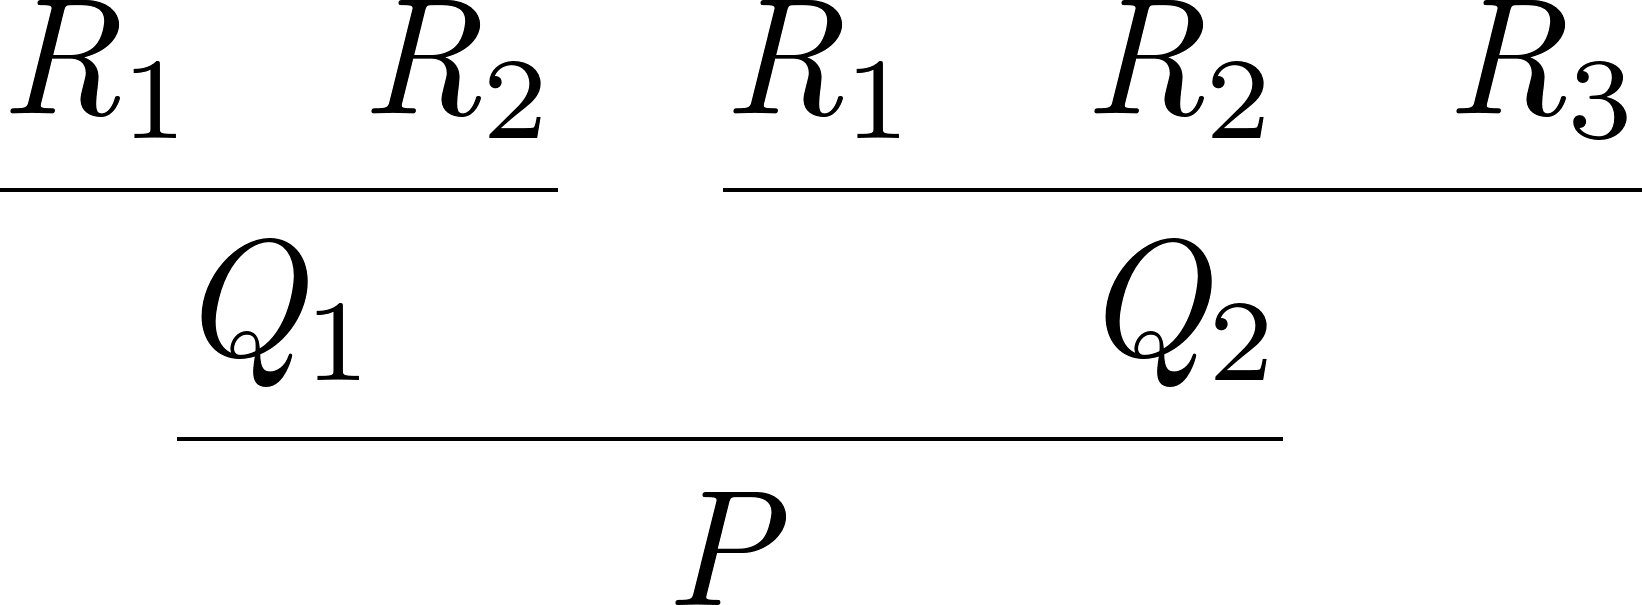 R₁ R₂ R₁ R₂ R₃
Q₁ Q₂
P